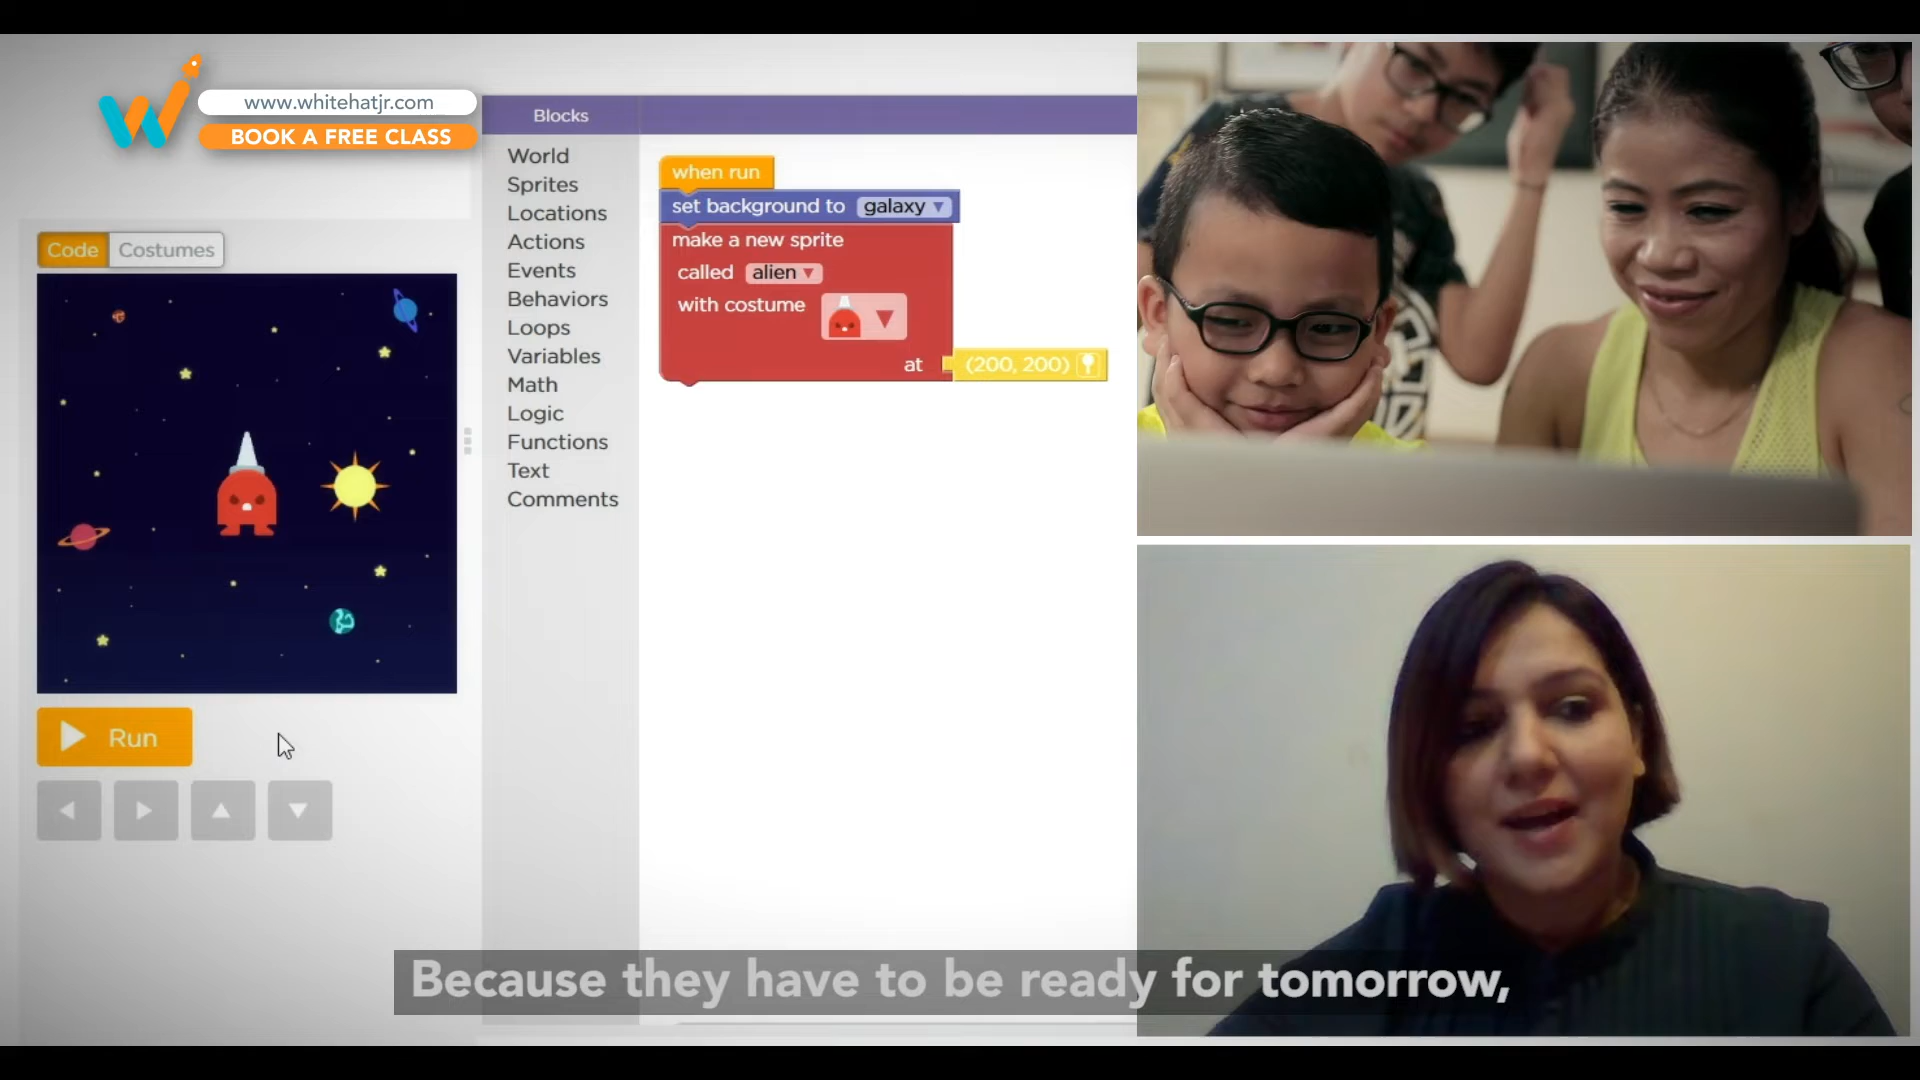 www.whitehatjr.com
BOOK A FREE CLASS
Code
Costumes
Run
Blocks
World
Sprites
Locations
Actions
Events
Behaviors
Loops
Variables
Math
Logic
Functions
Text
Comments
when run
set background to galaxy
make a new sprite
called alien
with costume
at (200, 200)
Because they have to be ready for tomorrow,